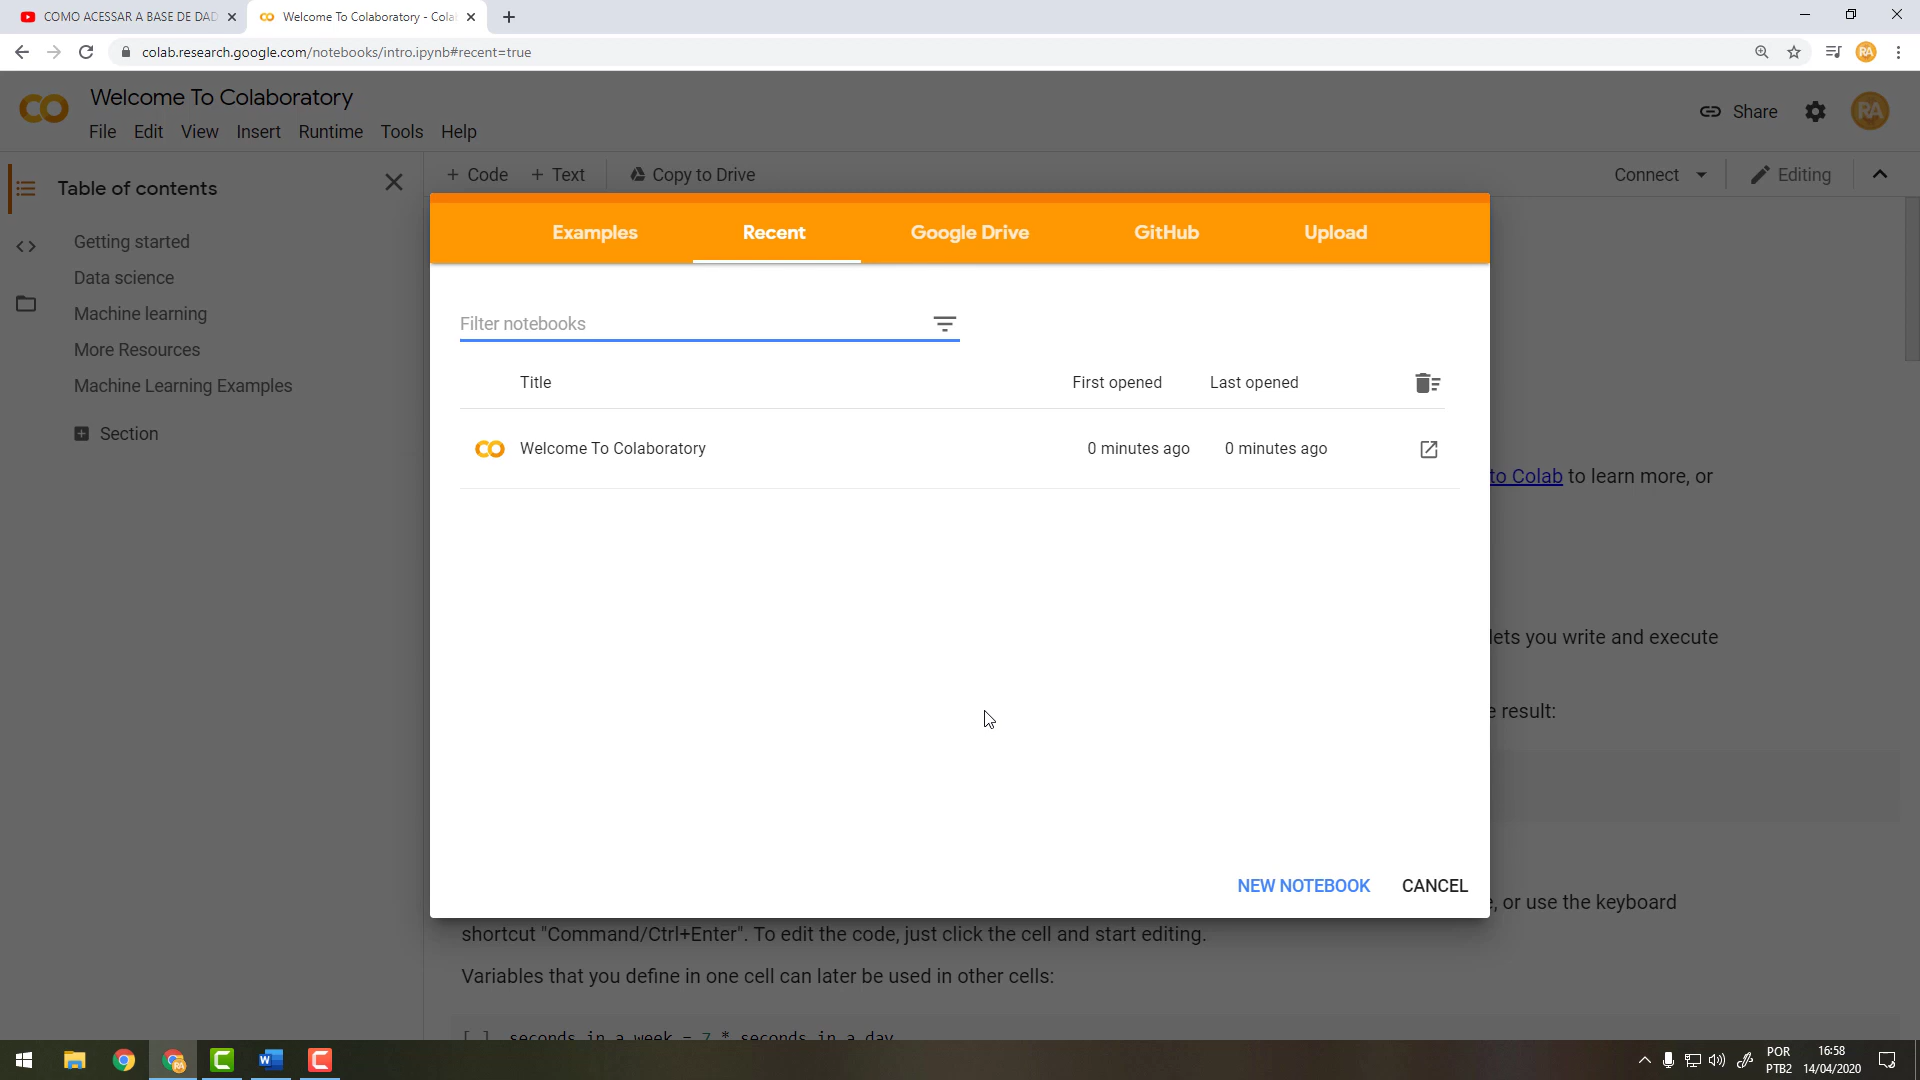 COMO ACESSAR A BASE DE DAD
Welcome To Colaboratory - Cola
colab.research.google.com/notebooks/intro.ipynb#recent=true
RA
Welcome To Colaboratory
File Edit View Insert Runtime Tools Help
Share
RA
Table of contents
+ Code + Text Copy to Drive
Connect
Editing
Getting started
Data science
Machine learning
More Resources
Machine Learning Examples
Section
Examples Recent Google Drive GitHub Upload
Filter notebooks
Title First opened Last opened
Welcome To Colaboratory 0 minutes ago 0 minutes ago
to Colab to learn more, or
lets you write and execute
e result:
NEW NOTEBOOK CANCEL
e, or use the keyboard
shortcut "Command/Ctrl+Enter". To edit the code, just click the cell and start editing.
Variables that you define in one cell can later be used in other cells:
[ ] seconds_in_a_week = 7 * seconds_in_a_day
POR
PTB2
16:58
14/04/2020